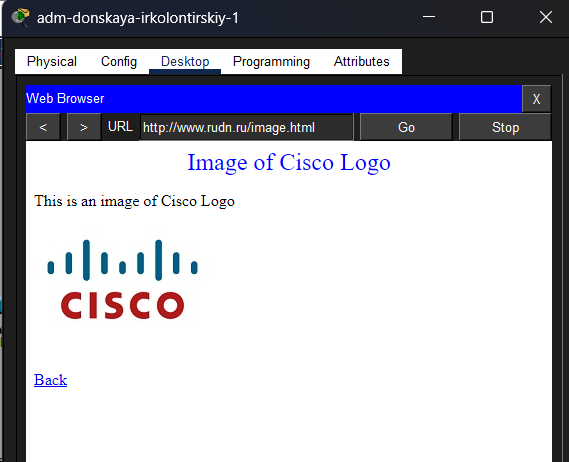 adm-donskaya-irkolontirskiy-1
Physical Config Desktop Programming Attributes
Web Browser X
< > URL http://www.rudn.ru/image.html Go Stop
Image of Cisco Logo
This is an image of Cisco Logo
CISCO
Back